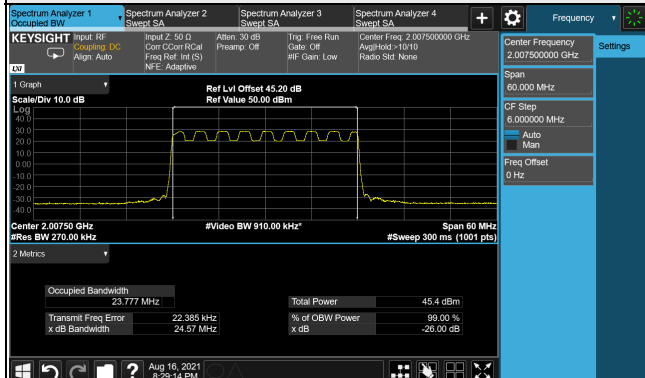 Spectrum Analyzer 1
Occupied BW
Spectrum Analyzer 2
Swept SA
Spectrum Analyzer 3
Swept SA
Spectrum Analyzer 4
Swept SA
+
Frequency
KEYSIGHT
Input: RF
Coupling: DC
Align: Auto
LXI
Input Z: 50 Ω
Corr CCorr RCal
Freq Ref: Int (S)
NFE: Adaptive
Atten: 30 dB
Preamp: Off
Trig: Free Run
Gate: Off
#IF Gain: Low
Center Freq: 2.007500000 GHz
Avg|Hold:>10/10
Radio Std: None
Center Frequency
2.007500000 GHz
Settings
Span
60.000 MHz
CF Step
6.000000 MHz
Auto
Man
Freq Offset
0 Hz
1 Graph
Scale/Div 10.0 dB
Ref Lvl Offset 45.20 dB
Ref Value 50.00 dBm
Log
40.0
30.0
20.0
10.0
0.00
-10.0
-20.0
-30.0
-40.0
Center 2.00750 GHz
#Res BW 270.00 kHz
#Video BW 910.00 kHz*
Span 60 MHz
#Sweep 300 ms (1001 pts)
2 Metrics
Occupied Bandwidth
23.777 MHz
Total Power 45.4 dBm
Transmit Freq Error 22.385 kHz
% of OBW Power 99.00 %
x dB Bandwidth 24.57 MHz
x dB -26.00 dB
?
Aug 16, 2021
8:29:14 PM